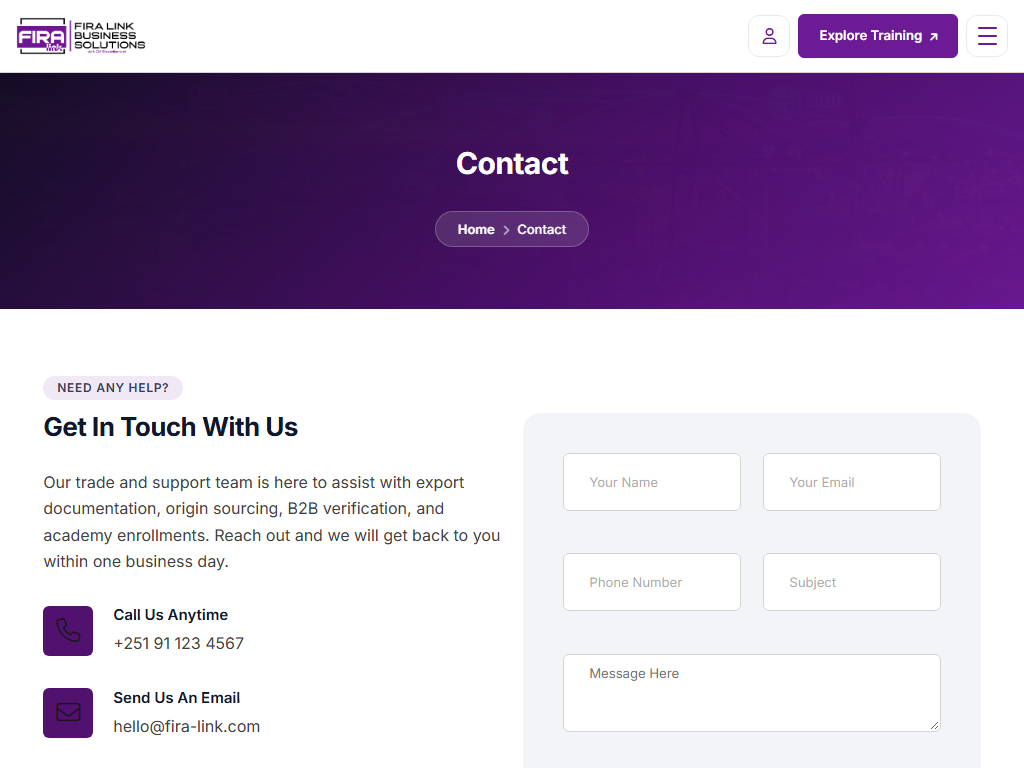 FIRA
link
FIRA LINK
BUSINESS
SOLUTIONS
Explore Training
Contact
Home
Contact
NEED ANY HELP?
Get In Touch With Us
Our trade and support team is here to assist with export
documentation, origin sourcing, B2B verification, and
academy enrollments. Reach out and we will get back to you
within one business day.
Call Us Anytime
+251 91 123 4567
Send Us An Email
hello@fira-link.com
Your Name
Your Email
Phone Number
Subject
Message Here